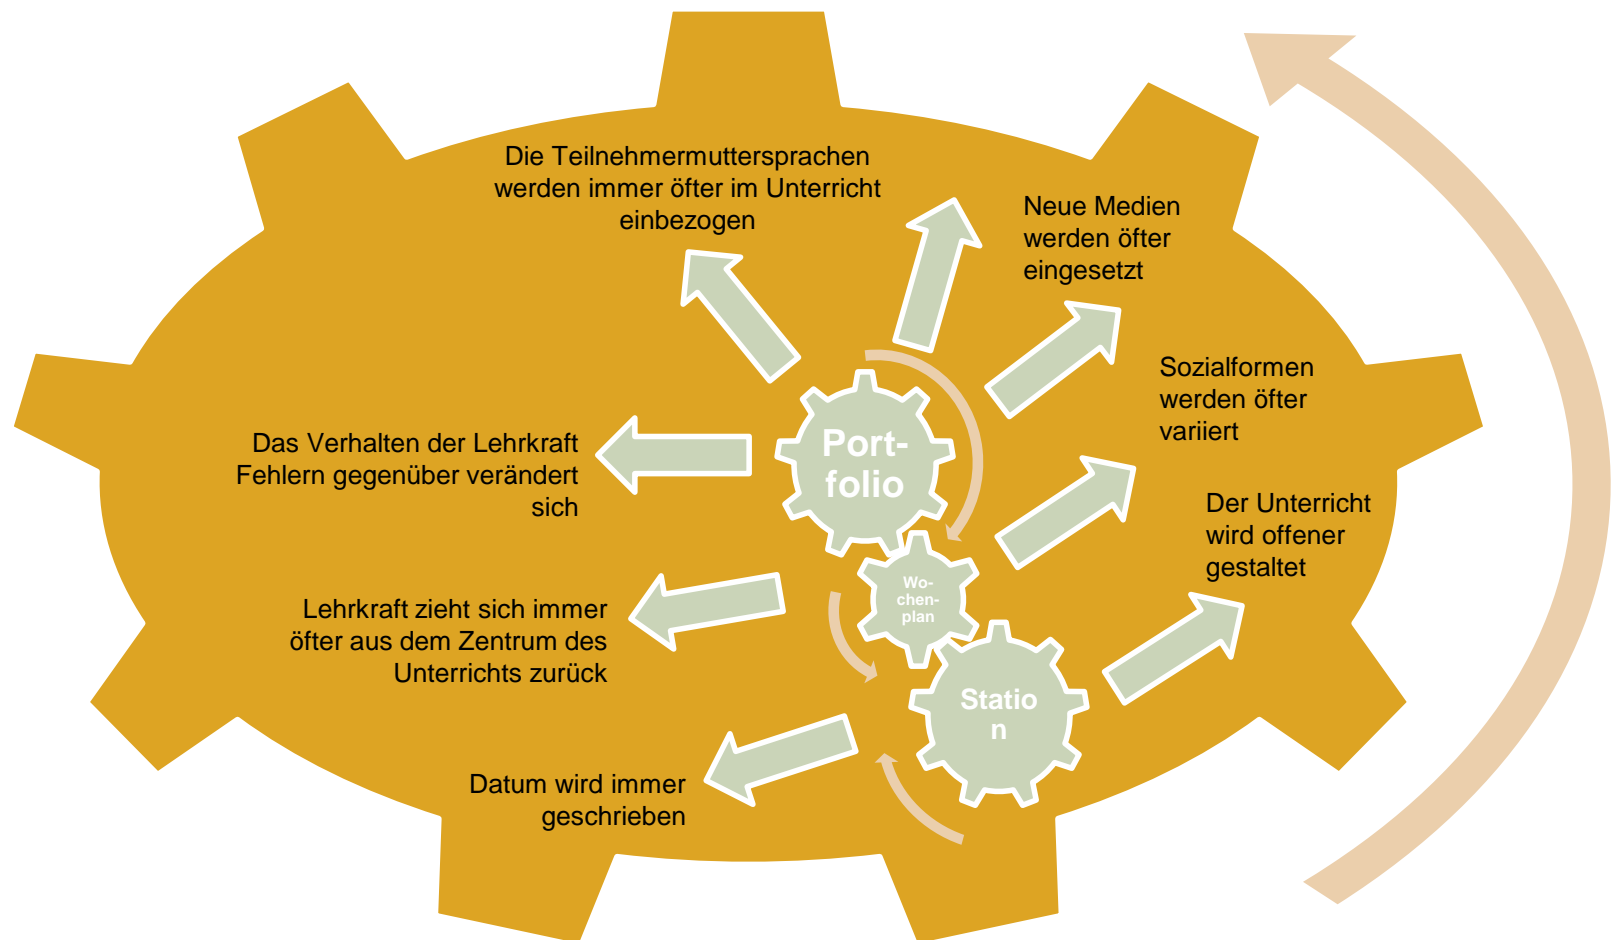 Die Teilnehmermuttersprachen
werden immer öfter im Unterricht
einbezogen
Neue Medien
werden öfter
eingesetzt
Sozialformen
werden öfter
variiert
Das Verhalten der Lehrkraft
Fehlern gegenüber verändert
sich
Port-
folio
Der Unterricht
wird offener
gestaltet
Wo-
chen-
plan
Lehrkraft zieht sich immer
öfter aus dem Zentrum des
Unterrichts zurück
Statio
n
Datum wird immer
geschrieben